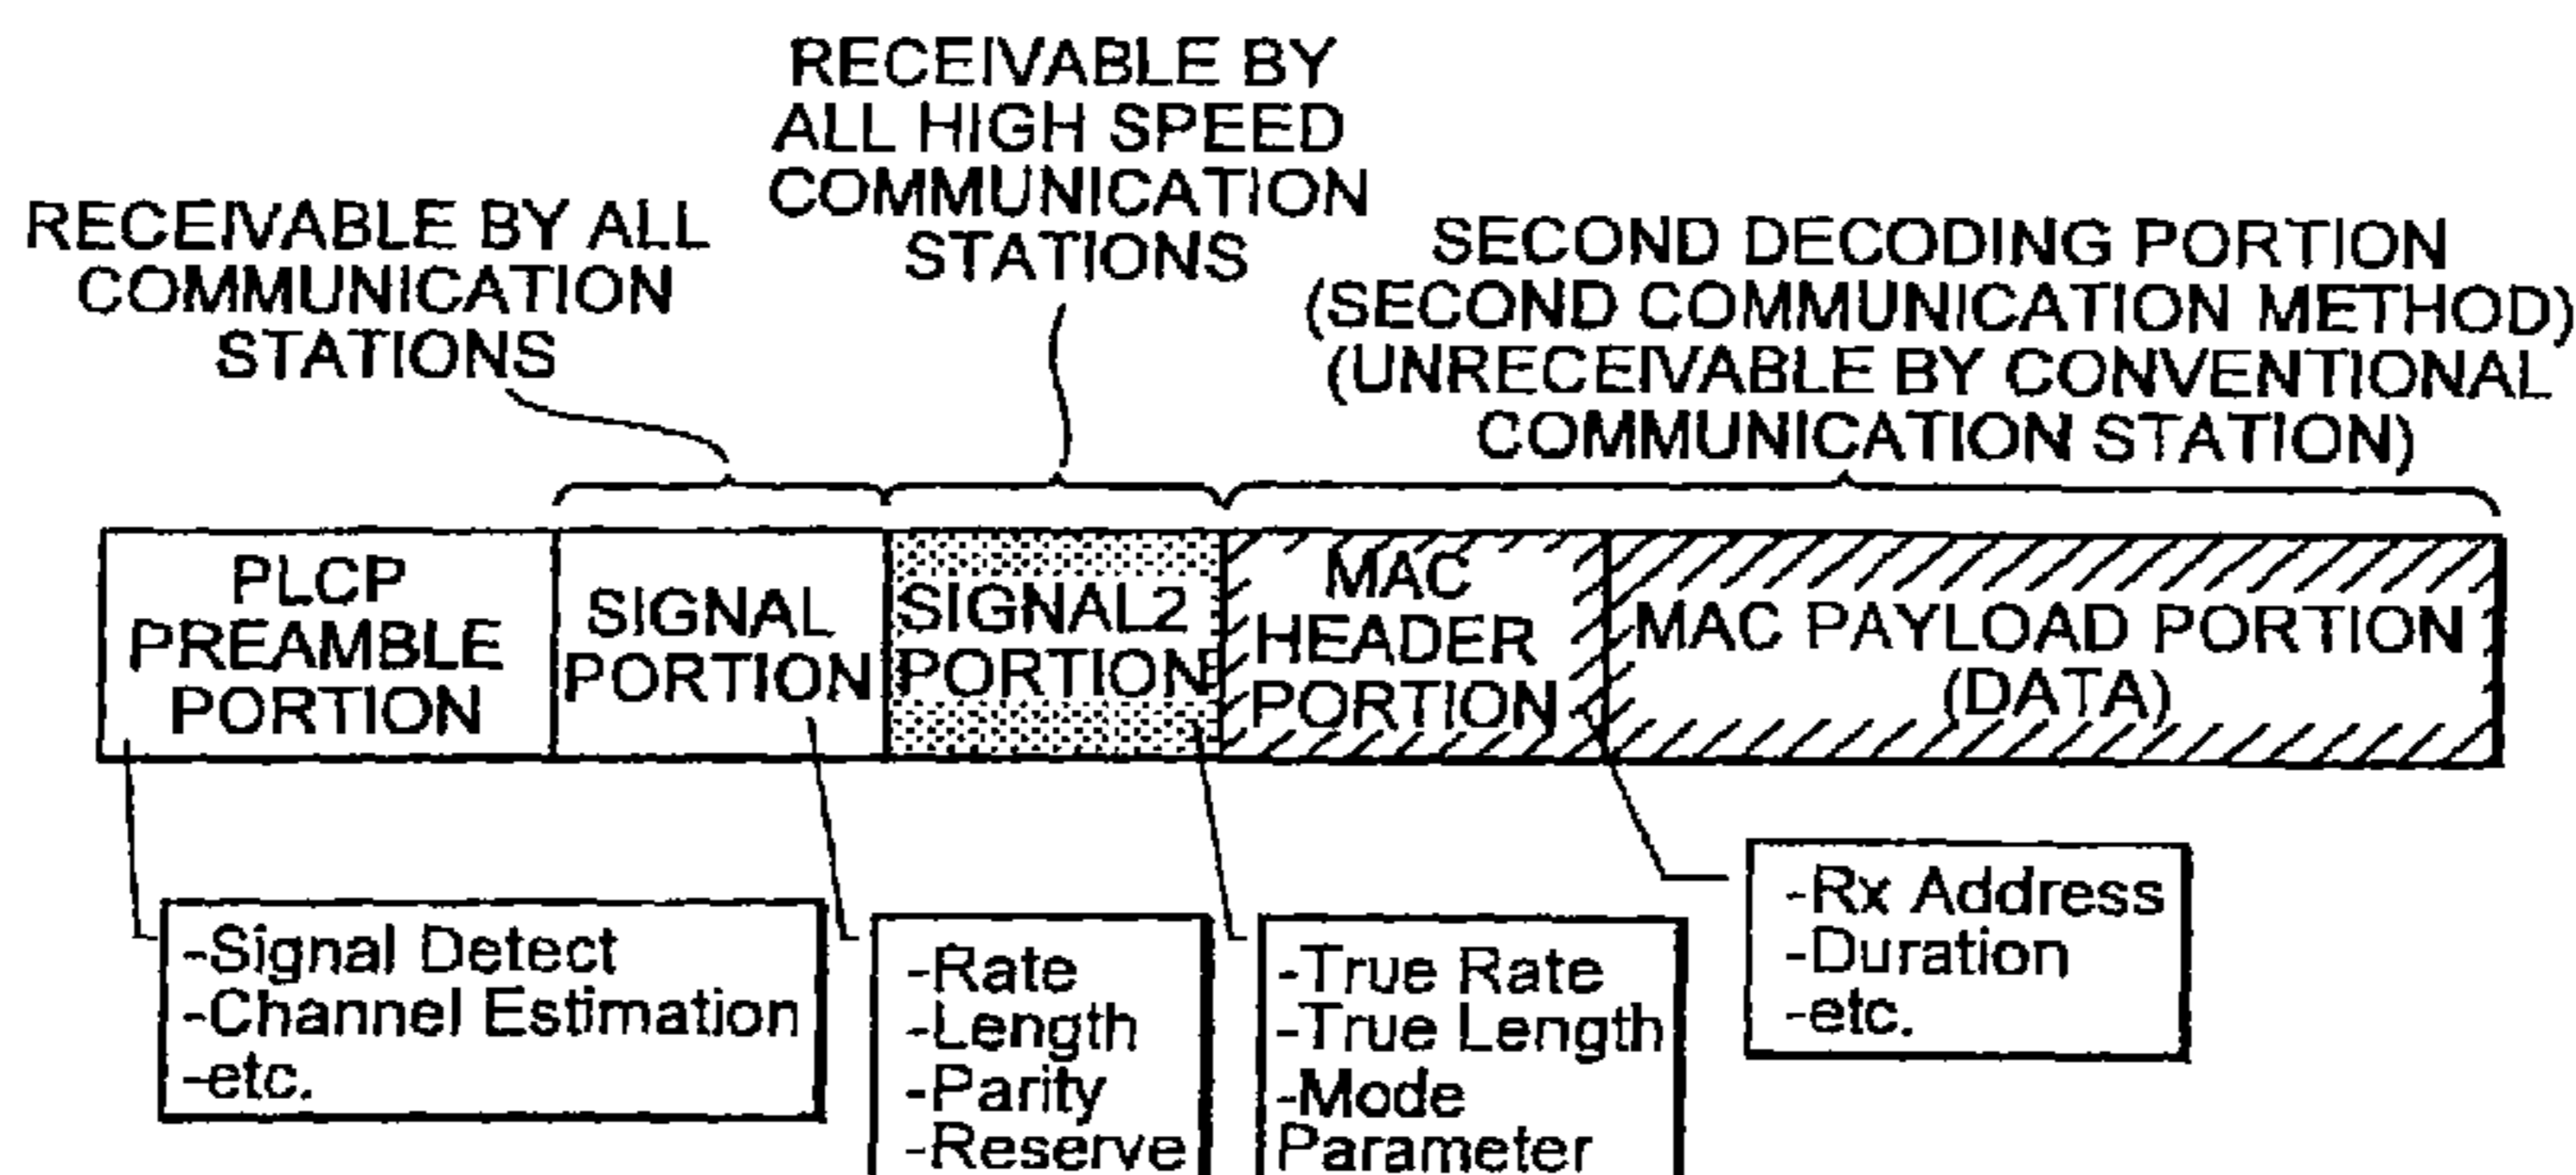 RECEIVABLE BY ALL
COMMUNICATION
STATIONS
RECEIVABLE BY
ALL HIGH SPEED
COMMUNICATION
STATIONS
SECOND DECODING PORTION
(SECOND COMMUNICATION METHOD)
(UNRECEIVABLE BY CONVENTIONAL
COMMUNICATION STATION)
PLCP
PREAMBLE
PORTION
SIGNAL
PORTION
SIGNAL2
PORTION
MAC
HEADER
PORTION
MAC PAYLOAD PORTION
(DATA)
-Signal Detect
-Channel Estimation
-etc.
-Rate
-Length
-Parity
-Reserve
-True Rate
-True Length
-Mode
Parameter
-Rx Address
-Duration
-etc.